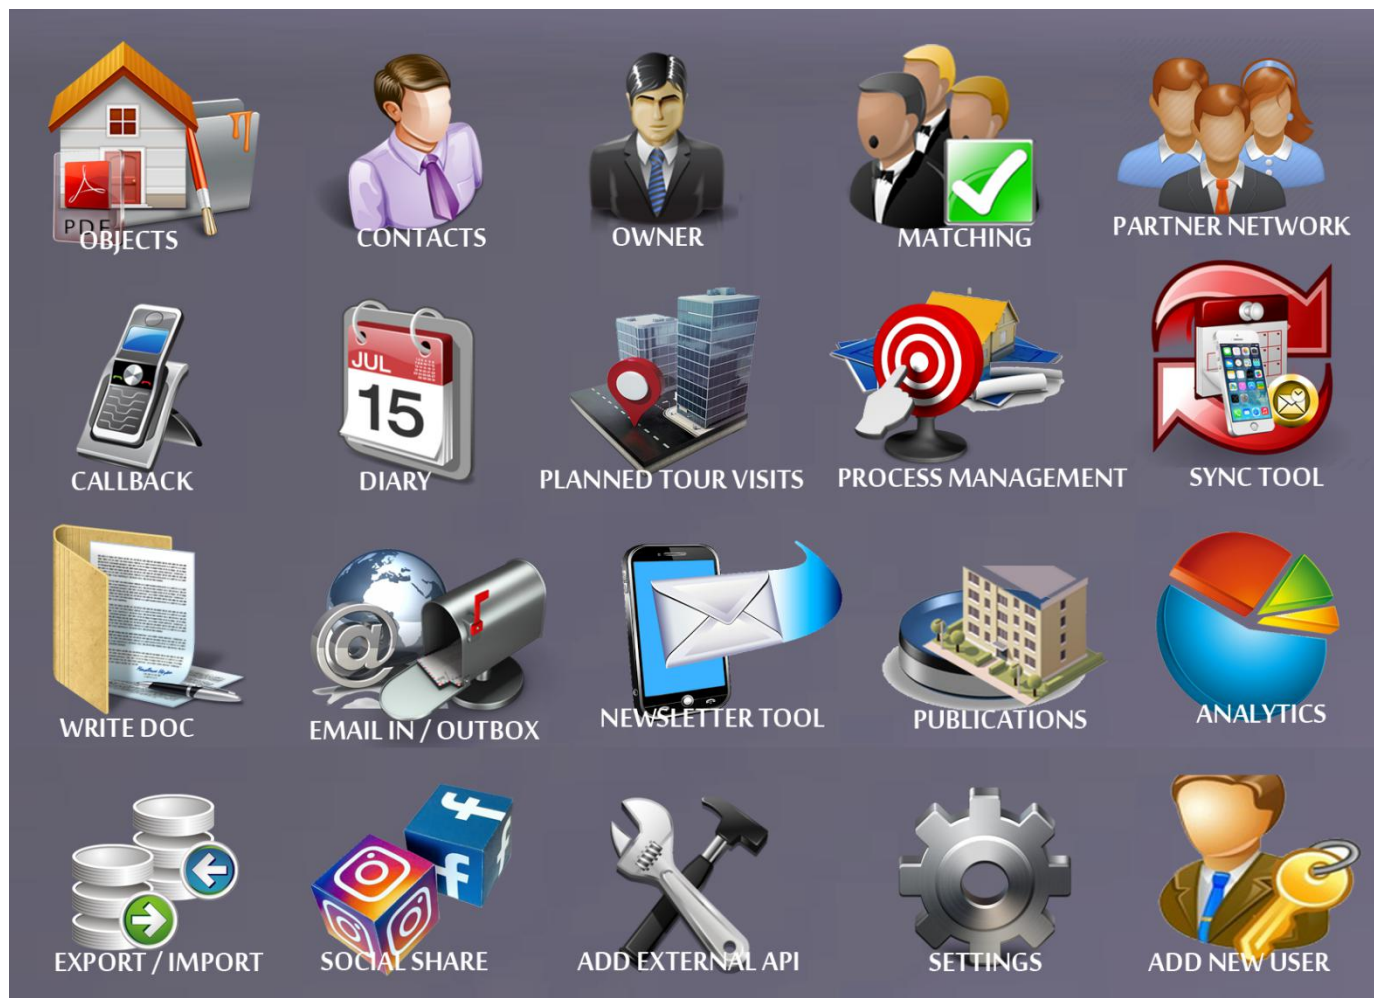 PDF
OBJECTS
CONTACTS
OWNER
MATCHING
PARTNER NETWORK
JUL
15
CALLBACK
DIARY
PLANNED TOUR VISITS
PROCESS MANAGEMENT
SYNC TOOL
@
WRITE DOC
EMAIL IN / OUTBOX
NEWSLETTER TOOL
PUBLICATIONS
ANALYTICS
f
f
f
EXPORT / IMPORT
SOCIAL SHARE
ADD EXTERNAL API
SETTINGS
ADD NEW USER